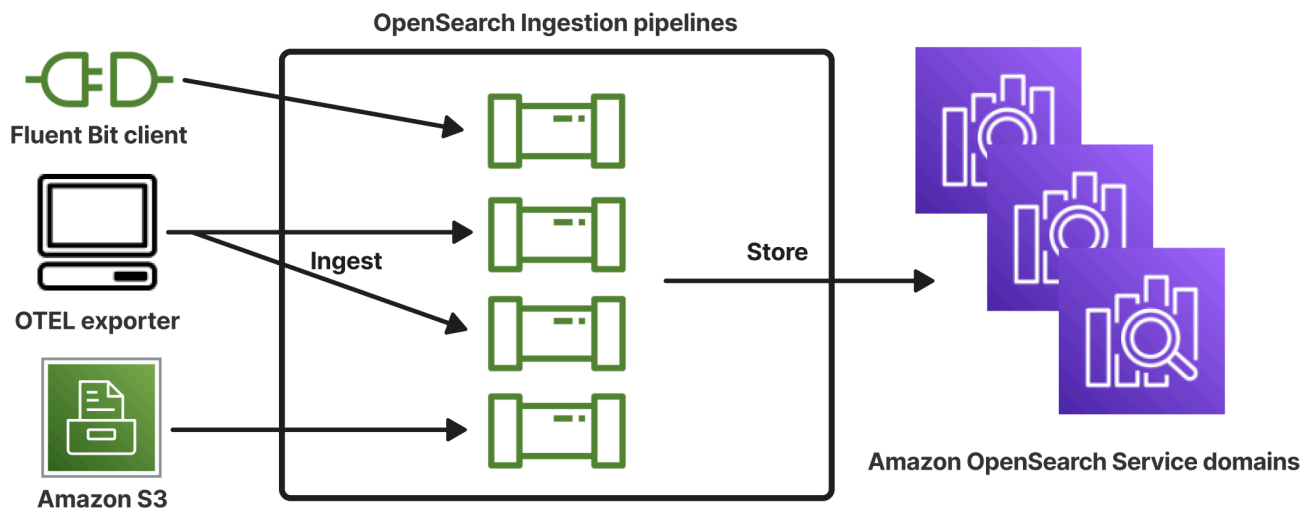 OpenSearch Ingestion pipelines
Fluent Bit client
Ingest
Store
OTEL exporter
Amazon S3
Amazon OpenSearch Service domains